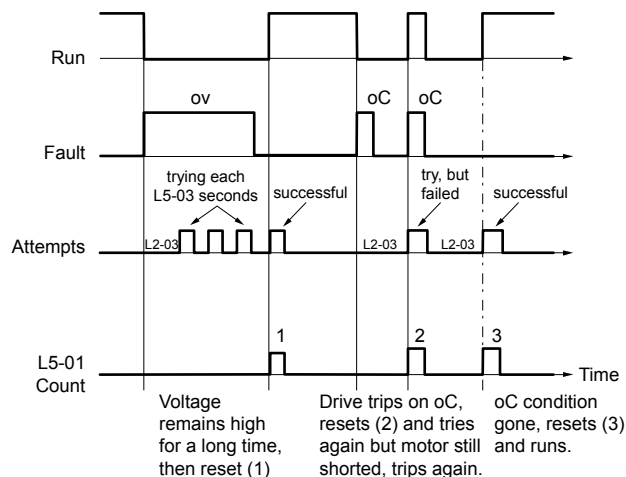 Run
ov
oC
oC
Fault
trying each
L5-03 seconds
successful
try, but
failed
successful
Attempts
L2-03
L2-03
L2-03
1
2
3
L5-01
Count
Time
Voltage
remains high
for a long time,
then reset (1)
Drive trips on oC,
resets (2) and tries
again but motor still
shorted, trips again.
oC condition
gone, resets (3)
and runs.